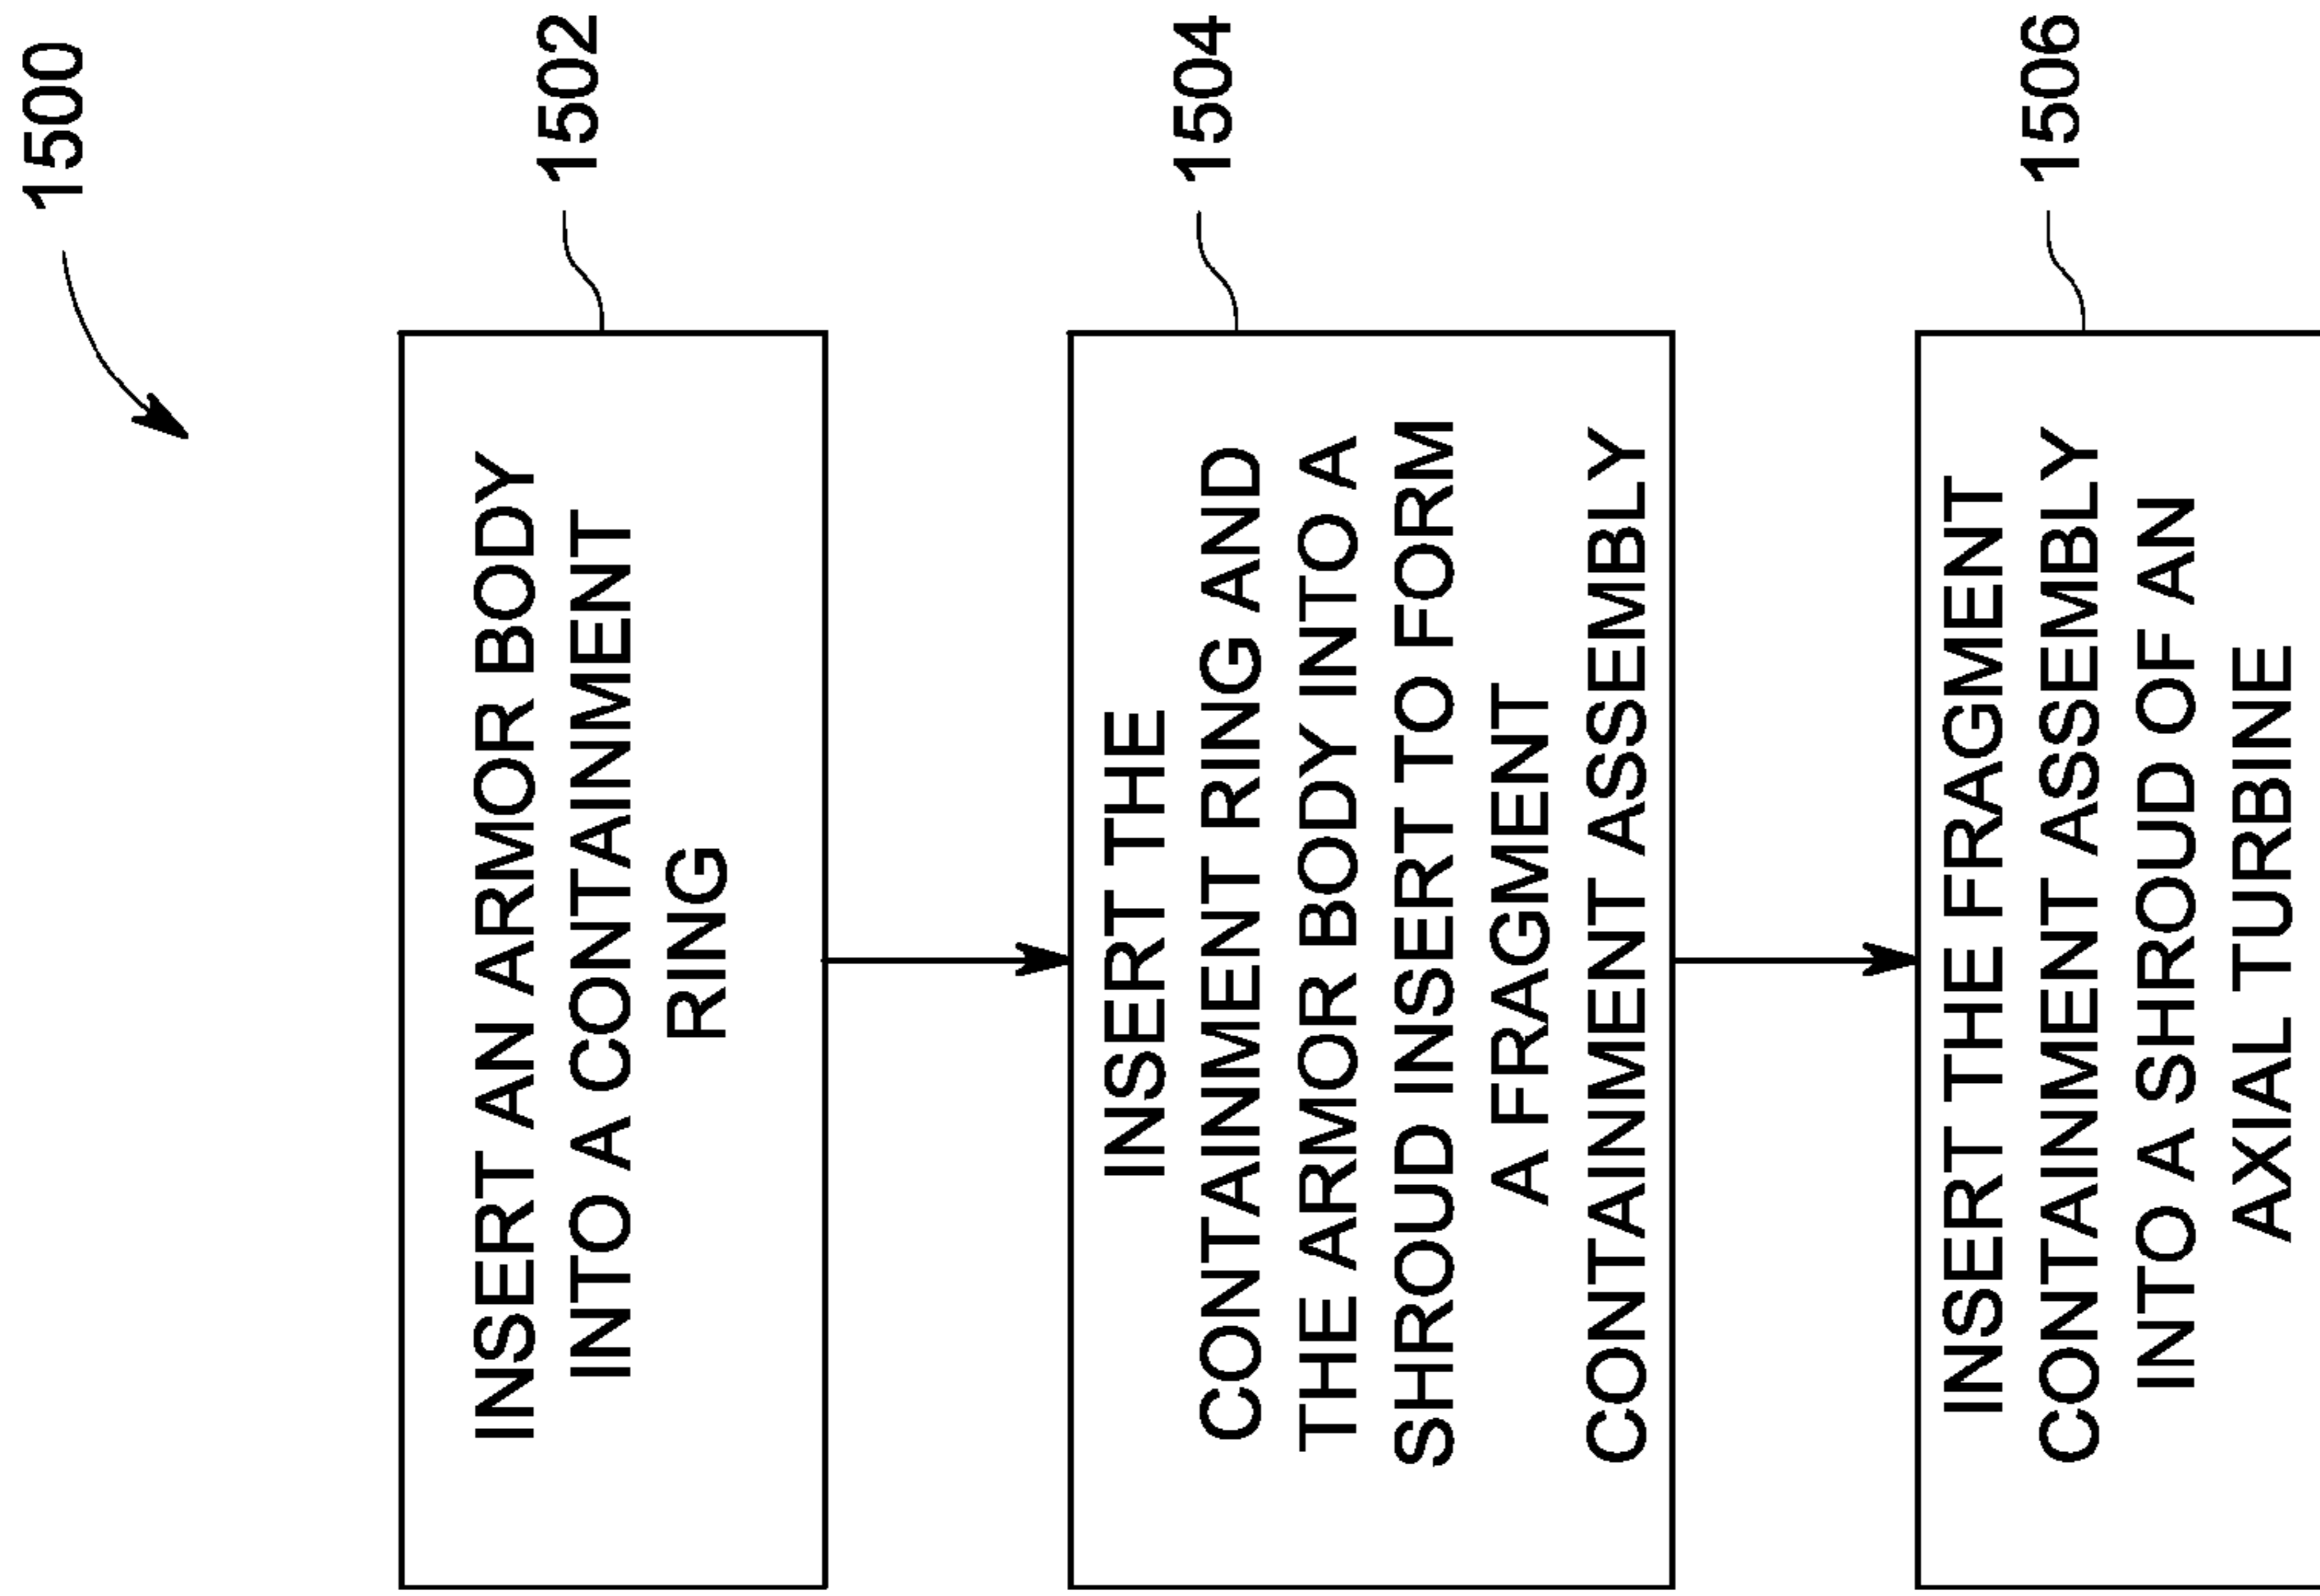 1500
1502
INSERT AN ARMOR BODY
INTO A CONTAINMENT
RING
1504
INSERT THE
CONTAINMENT RING AND
THE ARMOR BODY INTO A
SHROUD INSERT TO FORM
A FRAGMENT
CONTAINMENT ASSEMBLY
1506
INSERT THE FRAGMENT
CONTAINMENT ASSEMBLY
INTO A SHROUD OF AN
AXIAL TURBINE